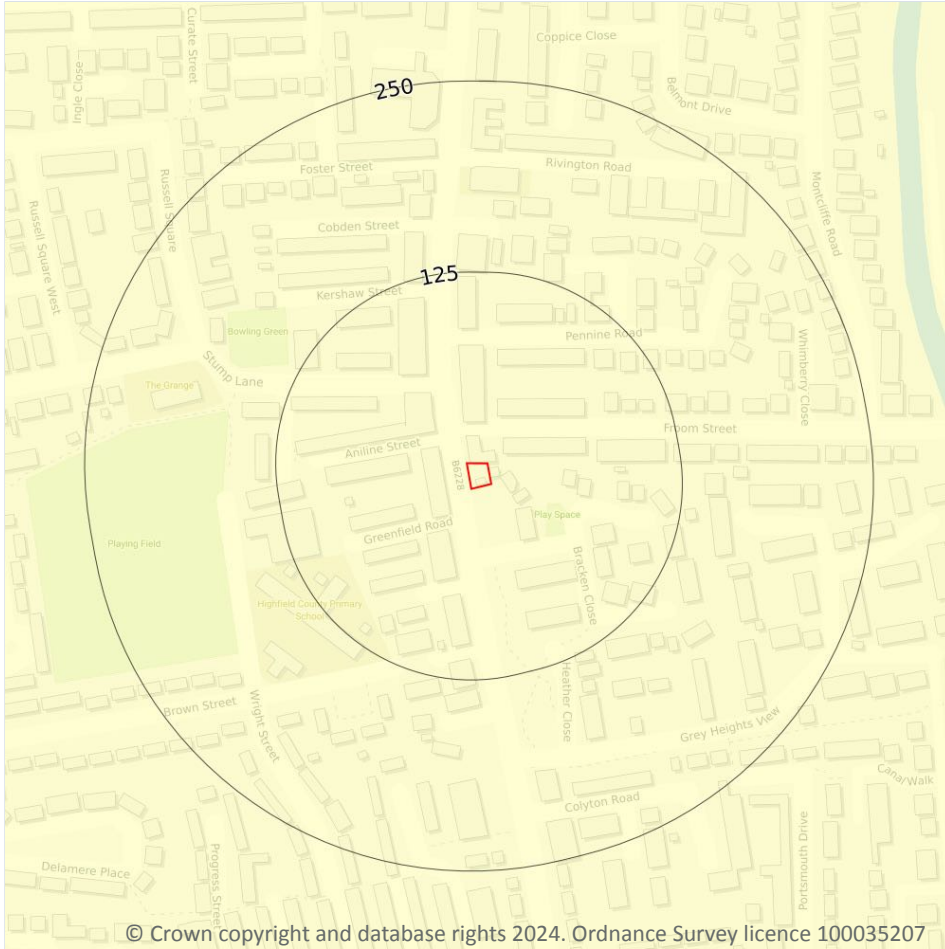 Curate Street
Coppice Close
Ingle Close
250
Belmont Drive
Foster Street
Rivington Road
Russell Square
Montcliffe Road
Russell Square West
Cobden Street
125
Kershaw Street
Bowling Green
Pennine Road
Whimberry Close
Stump Lane
The Grange
Froom Street
Aniline Street
B6228
Play Space
Greenfield Road
Playing Field
Bracken Close
Highfield County Primary
School
Heather Close
Brown Street
Wright Street
Grey Heights View
Canal Walk
Colyton Road
Portsmouth Drive
Progress Street
Delamere Place
© Crown copyright and database rights 2024. Ordnance Survey licence 100035207